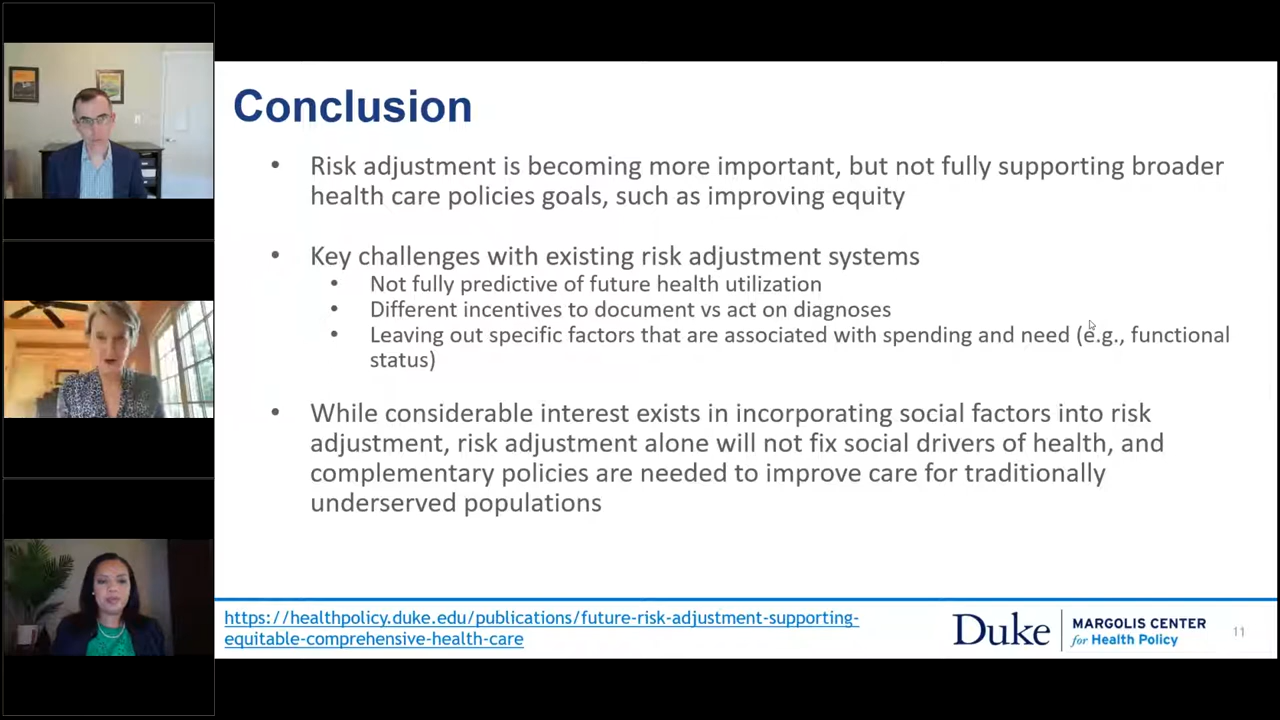 Conclusion
• Risk adjustment is becoming more important, but not fully supporting broader
health care policies goals, such as improving equity
• Key challenges with existing risk adjustment systems
• Not fully predictive of future health utilization
• Different incentives to document vs act on diagnoses
• Leaving out specific factors that are associated with spending and need (e.g., functional
status)
• While considerable interest exists in incorporating social factors into risk
adjustment, risk adjustment alone will not fix social drivers of health, and
complementary policies are needed to improve care for traditionally
underserved populations
https://healthpolicy.duke.edu/publications/future-risk-adjustment-supporting-
equitable-comprehensive-health-care
Duke
MARGOLIS CENTER
for Health Policy
11